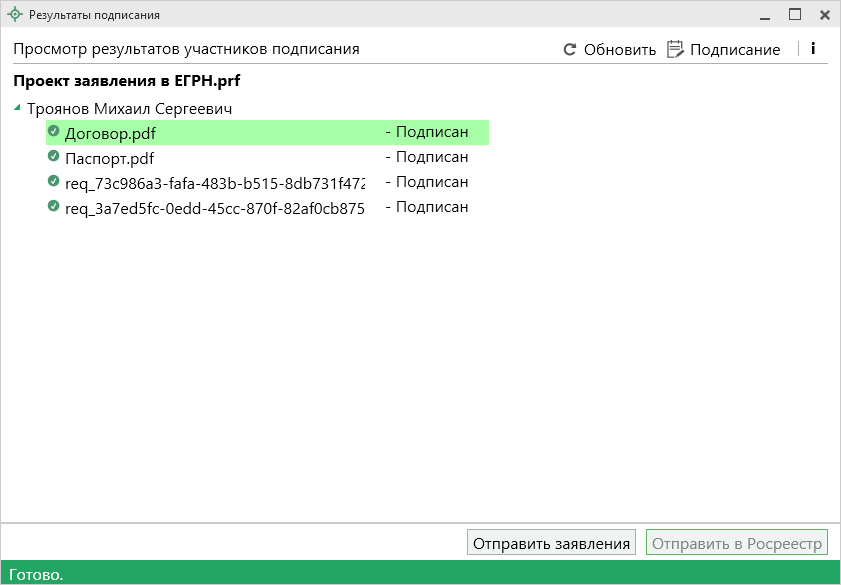 Результаты подписания
Просмотр результатов участников подписания
Обновить
Подписание
i
Проект заявления в ЕГРН.prf
Троянов Михаил Сергеевич
Договор.pdf - Подписан
Паспорт.pdf - Подписан
req_73c986a3-fafa-483b-b515-8db731f472 - Подписан
req_3a7ed5fc-0edd-45cc-870f-82af0cb875 - Подписан
Отправить заявления
Отправить в Росреестр
Готово.